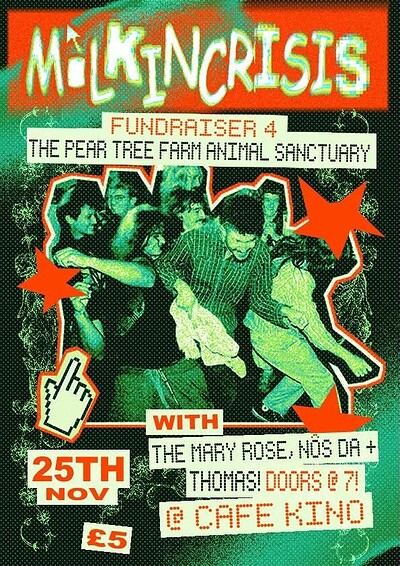 MILKINCRISIS
FUNDRAISER 4
THE PEAR TREE FARM ANIMAL SANCTUARY
WITH
THE MARY ROSE, NÔS DA +
THOMAS! DOORS @ 7!
@ CAFE KINO
25TH
NOV
£5